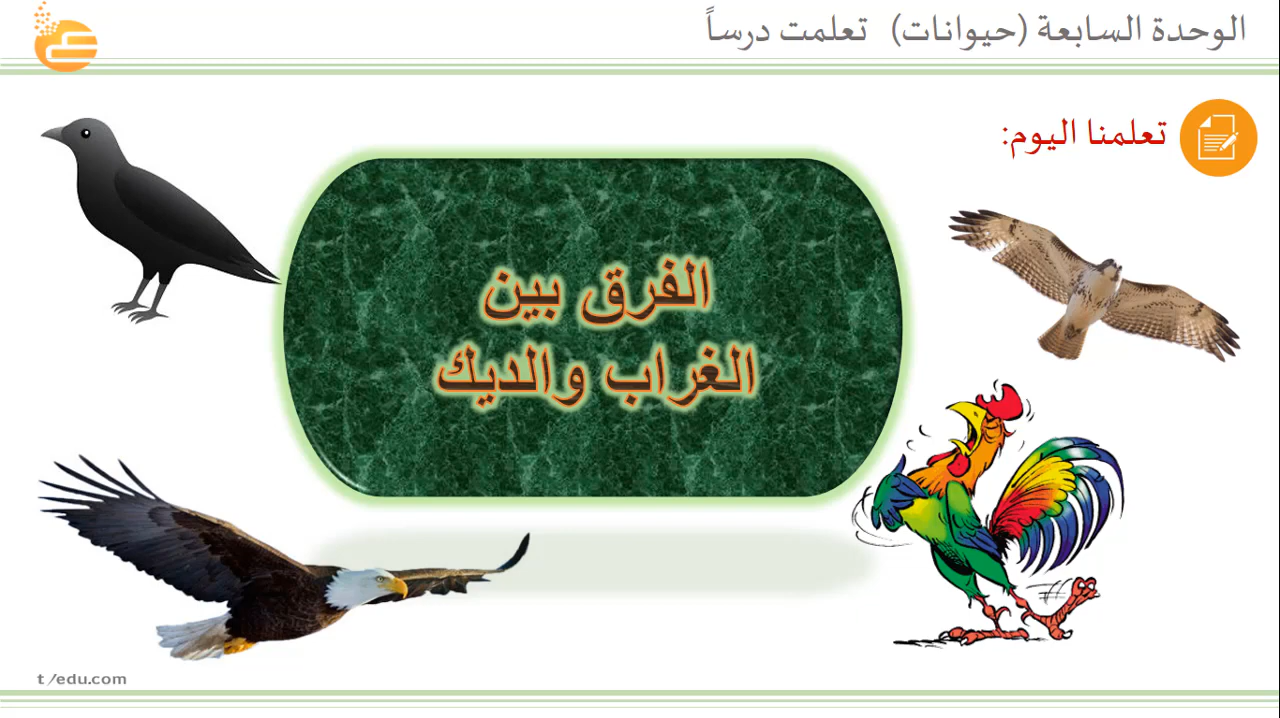 الوحدة السابعة (حيوانات) تعلمت درساً
تعلمنا اليوم:
الفرق بين
الغراب والديك
t/edu.com